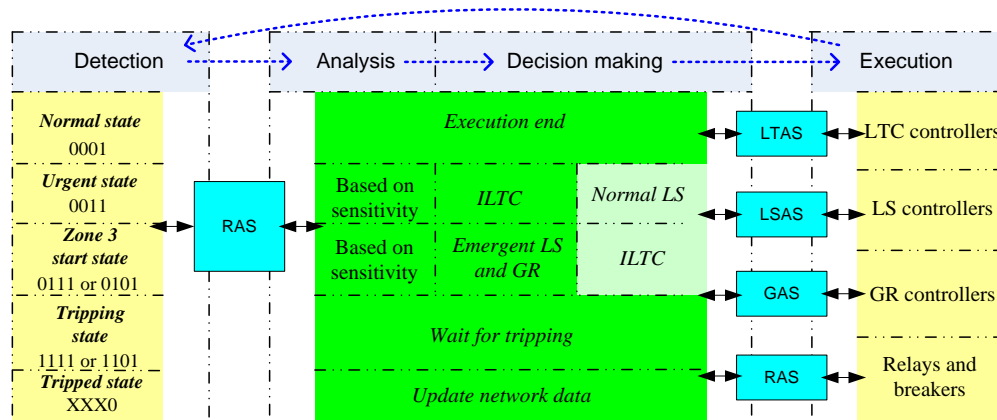 Detection
Analysis
Decision making
Execution
Normal state
0001
Urgent state
0011
Zone 3
start state
0111 or 0101
Tripping
state
1111 or 1101
Tripped state
XXX0
RAS
Execution end
Based on
sensitivity
ILTC
Normal LS
Based on
sensitivity
Emergent LS
and GR
ILTC
Wait for tripping
Update network data
LTAS
LSAS
GAS
RAS
LTC controllers
LS controllers
GR controllers
Relays and
breakers